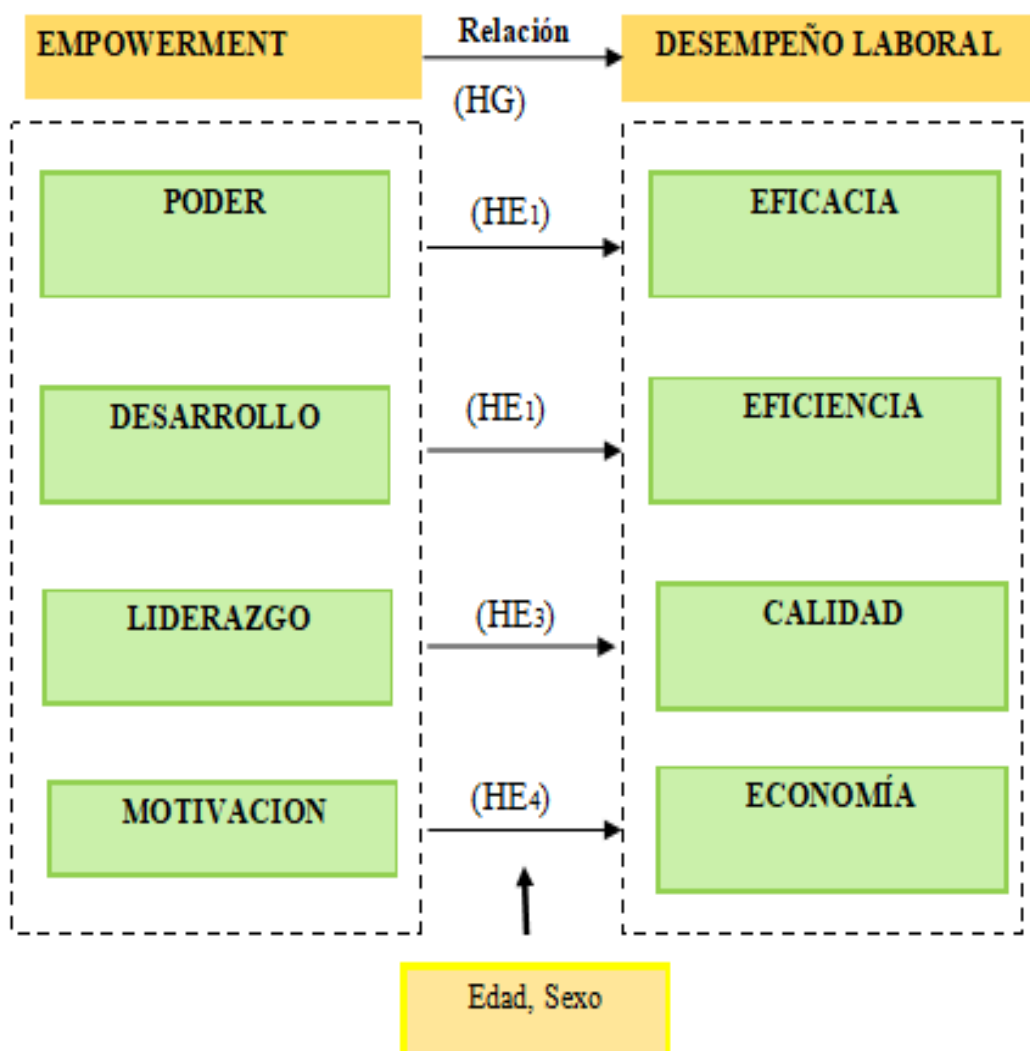 EMPOWERMENT
Relación
DESEMPEÑO LABORAL
(HG)
PODER
(HE1)
EFICACIA
DESARROLLO
(HE1)
EFICIENCIA
LIDERAZGO
(HE3)
CALIDAD
MOTIVACION
(HE4)
ECONOMÍA
Edad, Sexo